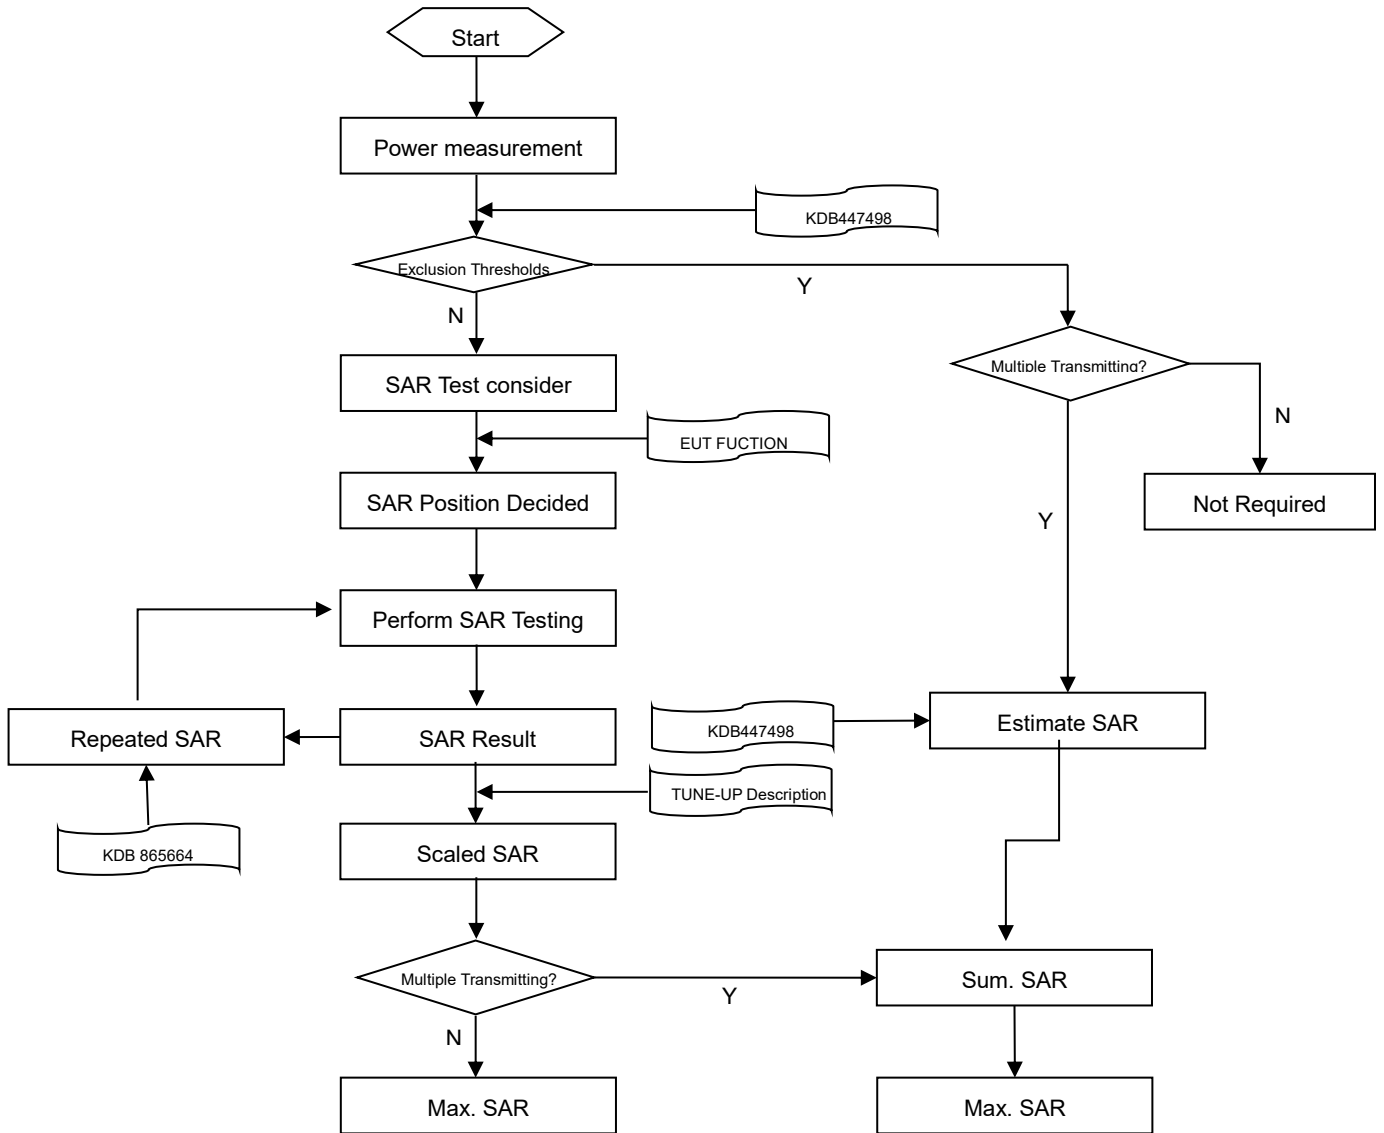 Start
Power measurement
KDB447498
Exclusion Thresholds
Y
N
Multiple Transmitting?
SAR Test consider
N
EUT FUCTION
SAR Position Decided
Not Required
Y
Perform SAR Testing
Repeated SAR
SAR Result
KDB447498
Estimate SAR
TUNE-UP Description
KDB 865664
Scaled SAR
Multiple Transmitting?
Y
Sum. SAR
N
Max. SAR
Max. SAR